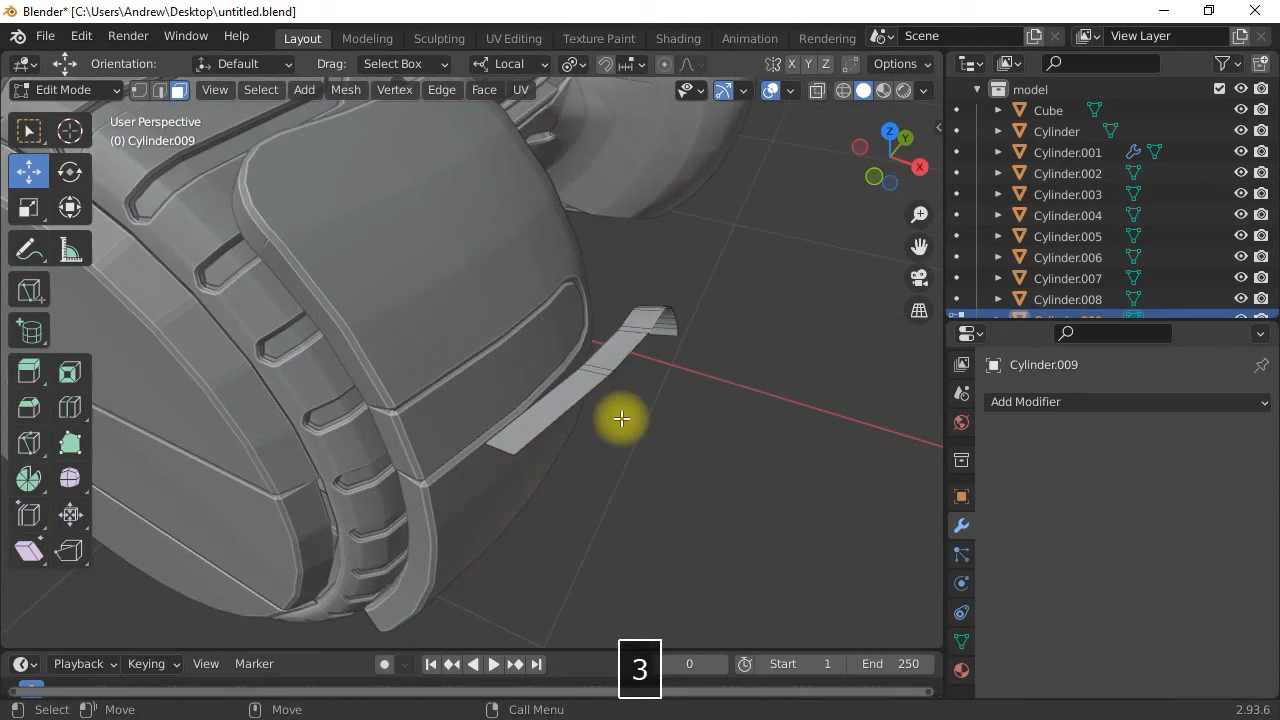 Blender* [C:\Users\Andrew\Desktop\untitled.blend]
File Edit Render Window Help Layout Modeling Sculpting UV Editing Texture Paint Shading Animation Rendering Scene View Layer
Orientation: Default Drag: Select Box Local X Y Z Options
Edit Mode View Select Add Mesh Vertex Edge Face UV
User Perspective
(0) Cylinder.009
Z
Y
X
model
Cube
Cylinder
Cylinder.001
Cylinder.002
Cylinder.003
Cylinder.004
Cylinder.005
Cylinder.006
Cylinder.007
Cylinder.008
Cylinder.009
Add Modifier
3
Playback Keying View Marker 0 Start 1 End 250
Select Move Move Call Menu 2.93.6